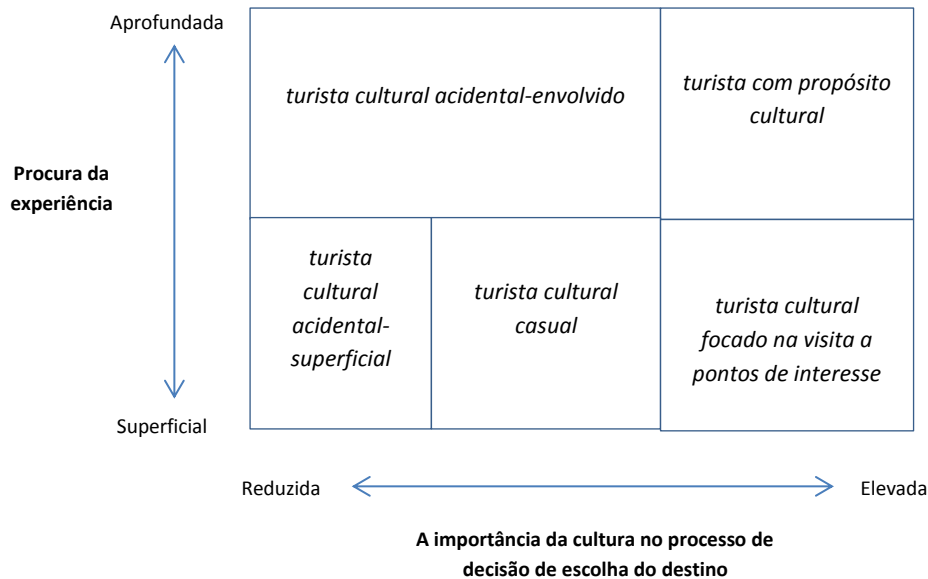 Aprofundada
turista cultural acidental-envolvido
turista com propósito
cultural
Procura da
experiência
turista
cultural
acidental-
superficial
turista cultural
casual
turista cultural
focado na visita a
pontos de interesse
Superficial
Reduzida
Elevada
A importância da cultura no processo de
decisão de escolha do destino